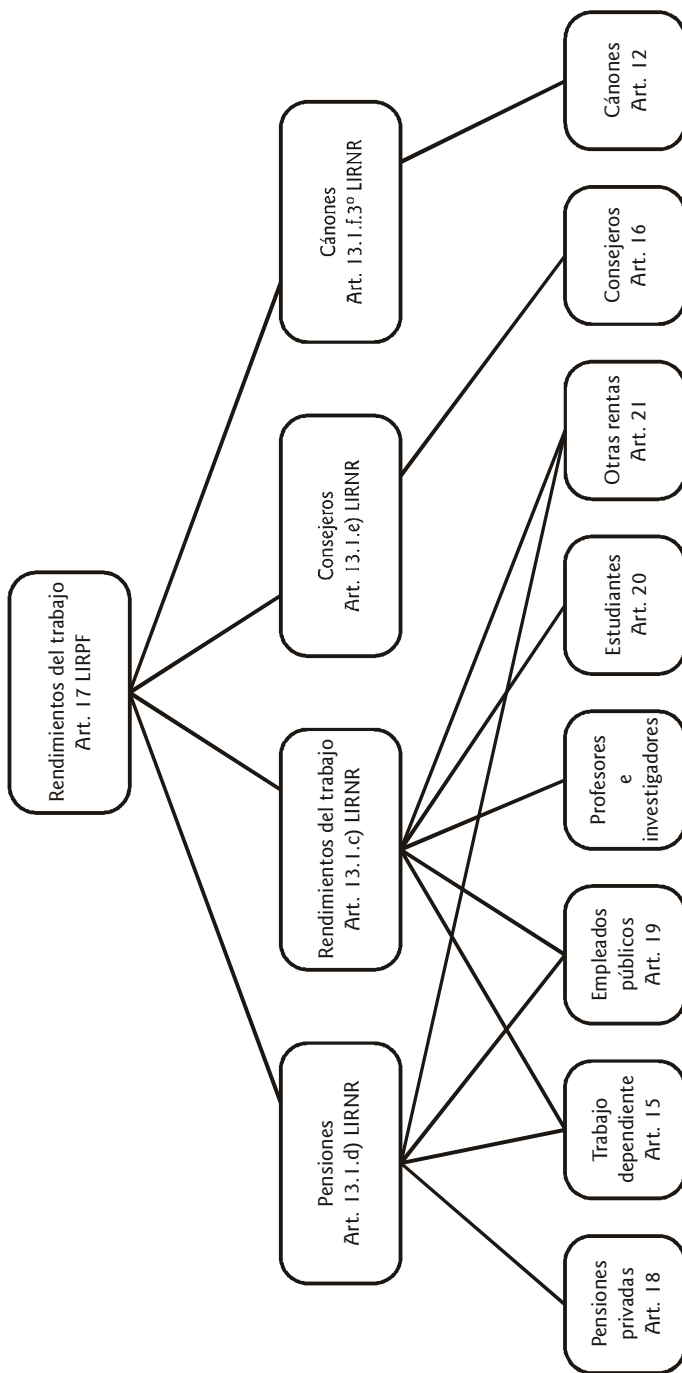 Rendimientos del trabajo
Art. 17 LIRPF
Pensiones
Art. 13.1.d) LIRNR
Rendimientos del trabajo
Art. 13.1.c) LIRNR
Consejeros
Art. 13.1.e) LIRNR
Cánones
Art. 13.1.f.3º LIRNR
Pensiones
privadas
Art. 18
Trabajo
dependiente
Art. 15
Empleados
públicos
Art. 19
Profesores
e
investigadores
Estudiantes
Art. 20
Otras rentas
Art. 21
Consejeros
Art. 16
Cánones
Art. 12